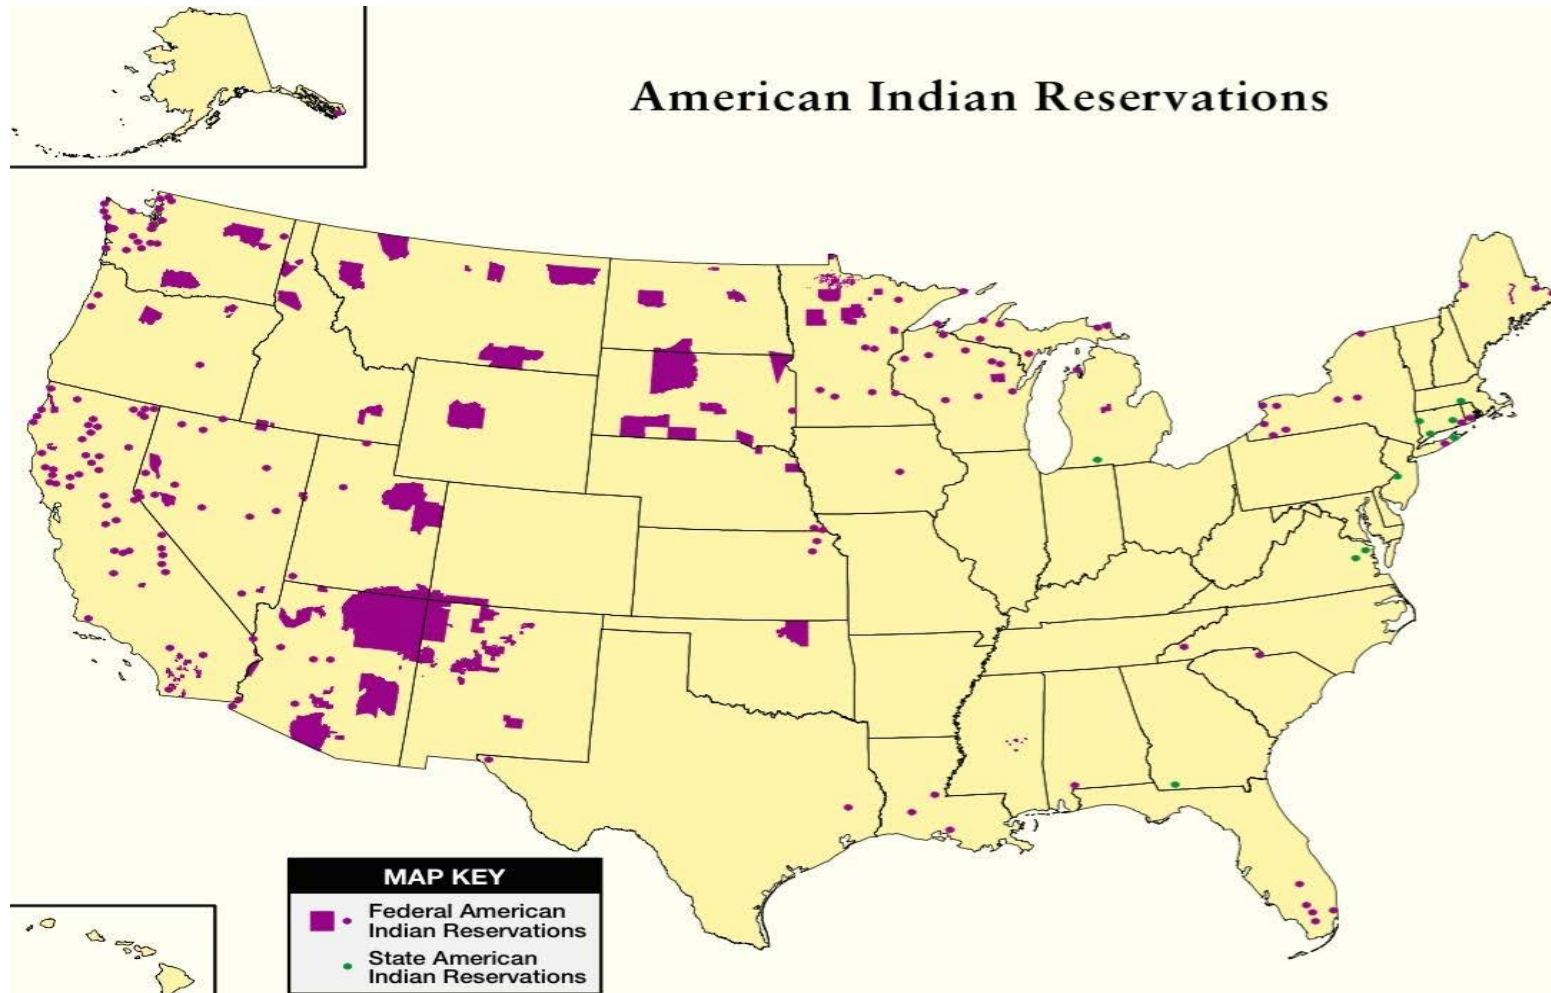 American Indian Reservations
MAP KEY
Federal American
Indian Reservations
State American
Indian Reservations